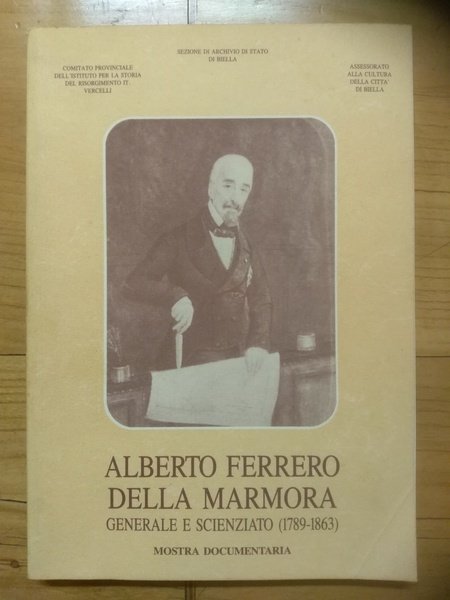 SEZIONE DI ARCHIVIO DI STATO
DI BIELLA
COMITATO PROVINCIALE
DELL'ISTITUTO PER LA STORIA
DEL RISORGIMENTO IT.
VERCELLI
ASSESSORATO
ALLA CULTURA
DELLA CITTA'
DI BIELLA
ALBERTO FERRERO
DELLA MARMORA
GENERALE E SCIENZIATO (1789-1863)
MOSTRA DOCUMENTARIA